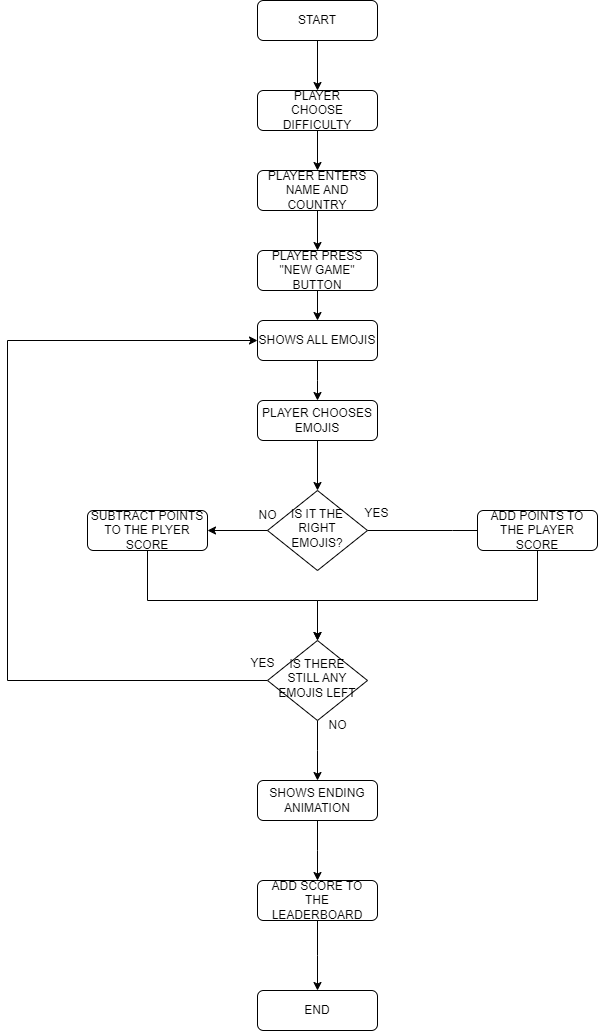 START
PLAYER
CHOOSE
DIFFICULTY
PLAYER ENTERS
NAME AND
COUNTRY
PLAYER PRESS
"NEW GAME"
BUTTON
SHOWS ALL EMOJIS
PLAYER CHOOSES
EMOJIS
NO
IS IT THE
RIGHT
EMOJIS?
YES
SUBTRACT POINTS
TO THE PLYER
SCORE
ADD POINTS TO
THE PLAYER
SCORE
YES
IS THERE
STILL ANY
EMOJIS LEFT
NO
SHOWS ENDING
ANIMATION
ADD SCORE TO
THE
LEADERBOARD
END